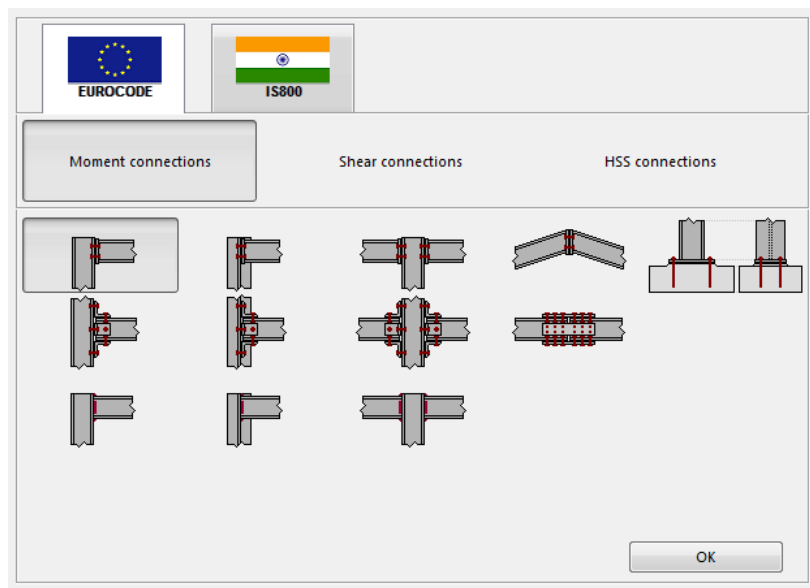 EUROCODE
IS800
Moment connections
Shear connections
HSS connections
OK